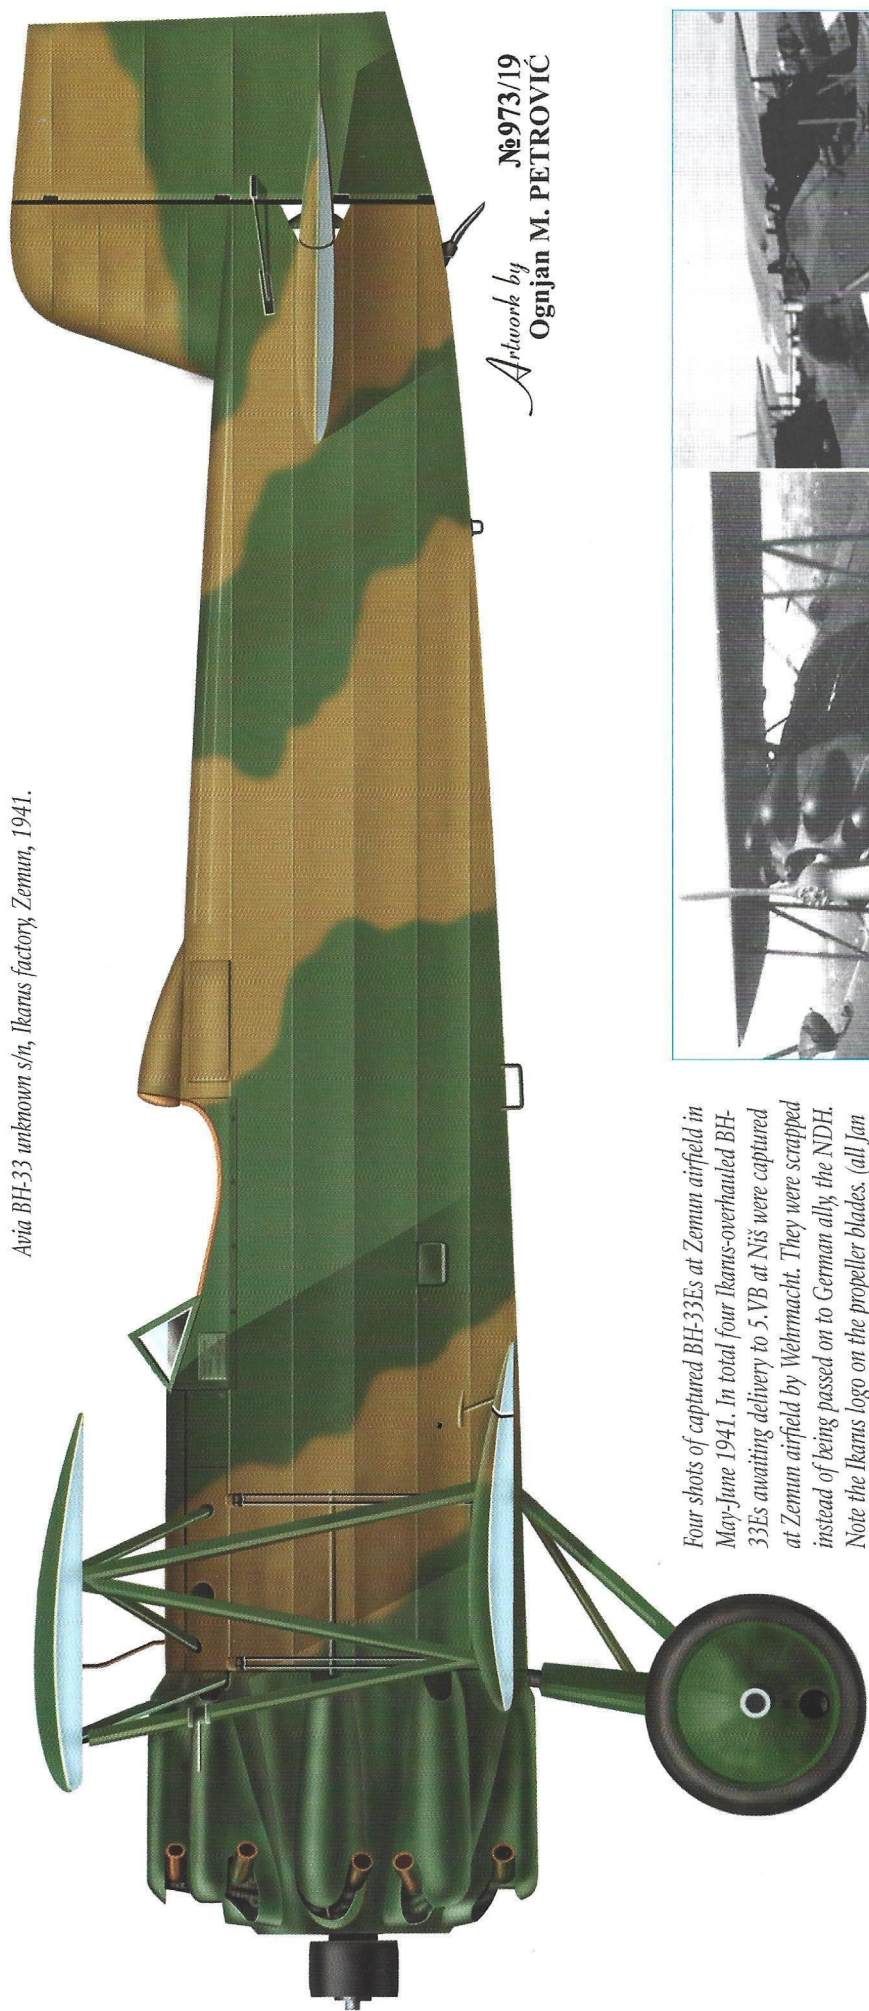 Avia BH-33 unknown s/n, Ikarus factory, Zemun, 1941.
Artwork by №973/19
Ognjan M. PETROVIĆ
Four shots of captured BH-33Es at Zemun airfield in
May-June 1941. In total four Ikarus-overhauled BH-
33Es awaiting delivery to 5.VB at Niš were captured
at Zemun airfield by Wehrmacht. They were scrapped
instead of being passed on to German ally, the NDH.
Note the Ikarus logo on the propeller blades. (all Jan